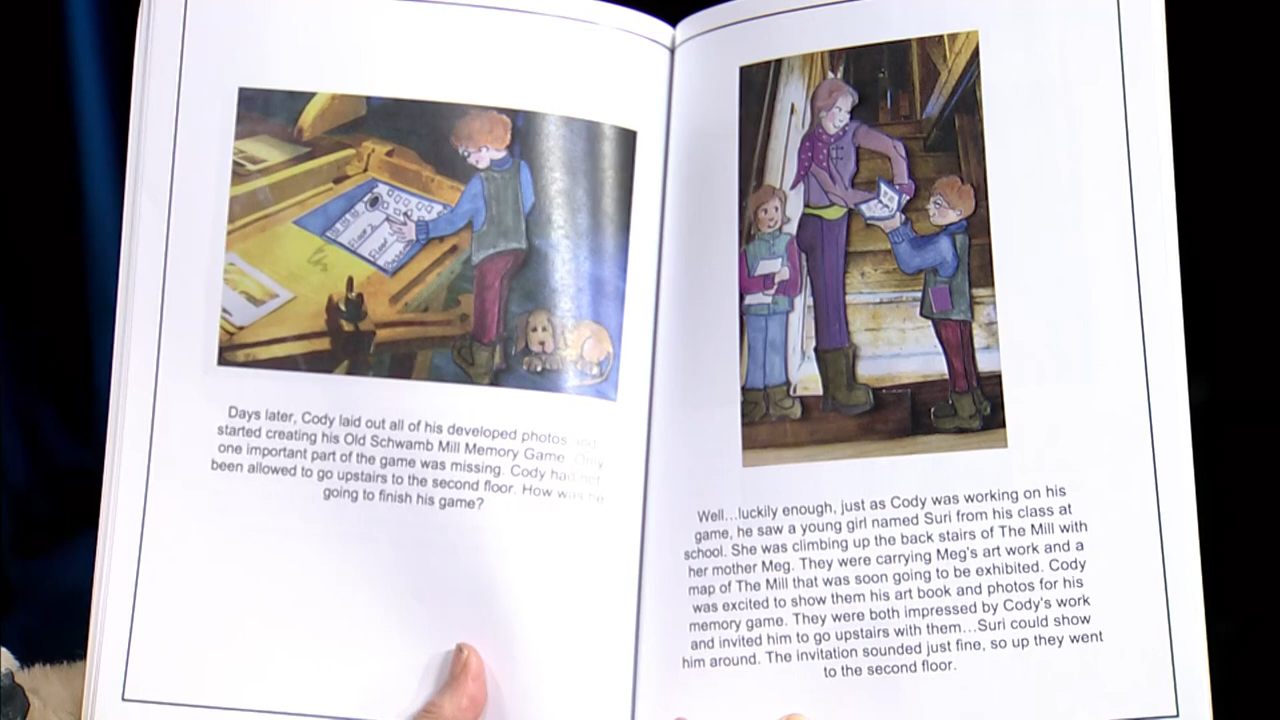 Floor 2
Floor
Days later, Cody laid out all of his developed photos and
started creating his Old Schwamb Mill Memory Game. Only
one important part of the game was missing. Cody had not
been allowed to go upstairs to the second floor. How was he
going to finish his game?
Well...luckily enough, just as Cody was working on his
game, he saw a young girl named Suri from his class at
school. She was climbing up the back stairs of The Mill with
her mother Meg. They were carrying Meg's art work and a
map of The Mill that was soon going to be exhibited. Cody
was excited to show them his art book and photos for his
memory game. They were both impressed by Cody's work
and invited him to go upstairs with them...Suri could show
him around. The invitation sounded just fine, so up they went
to the second floor.